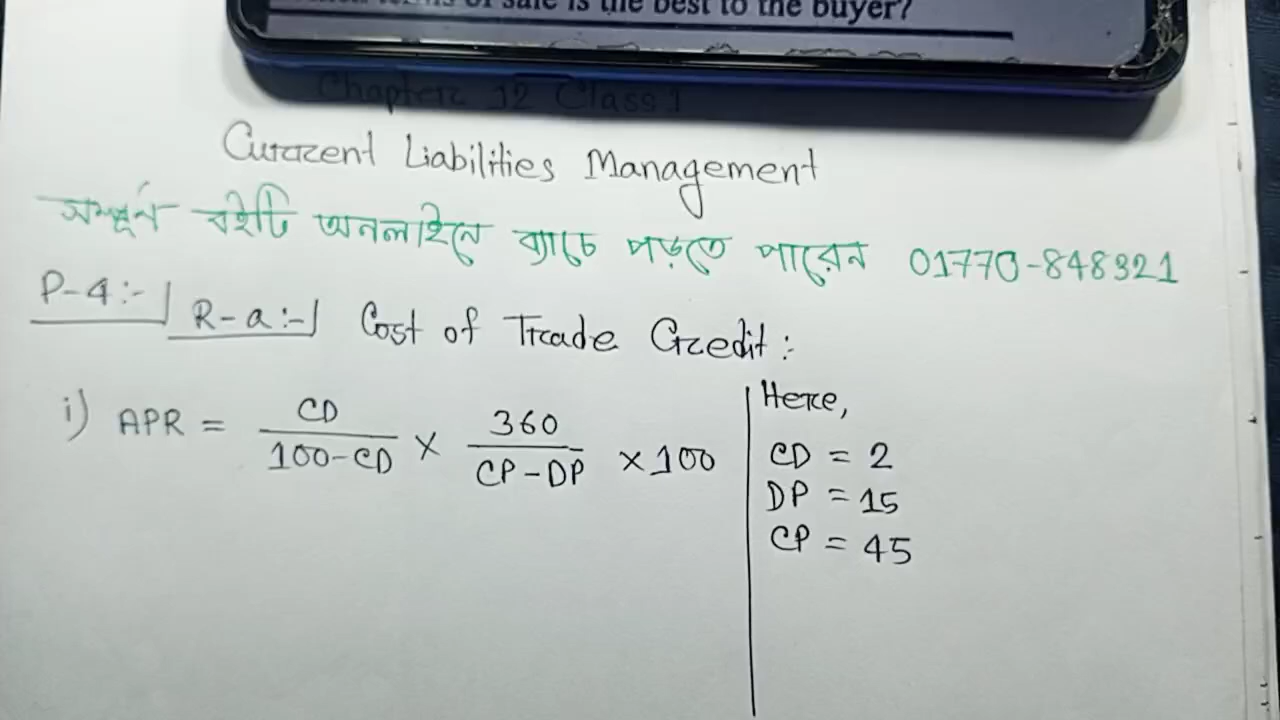 of sale is the best to the buyer?
Chapter 12 Class 1
Current Liabilities Management
সম্পূর্ন বইটি অনলাইনে ব্যাচে পড়তে পারেন 01770-848321
P-4:- R-a:- Cost of Trade Credit:
i) APR = CD / 100-CD × 360 / CP-DP × 100
Here,
CD = 2
DP = 15
CP = 45